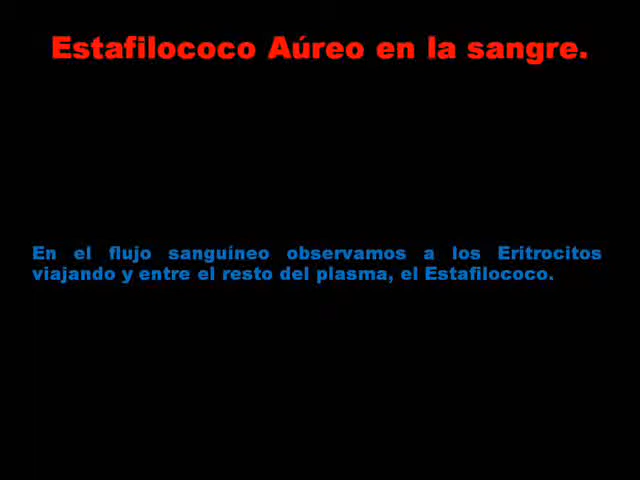 Estafilococo Aúreo en la sangre.
En el flujo sanguíneo observamos a los Eritrocitos
viajando y entre el resto del plasma, el Estafilococo.